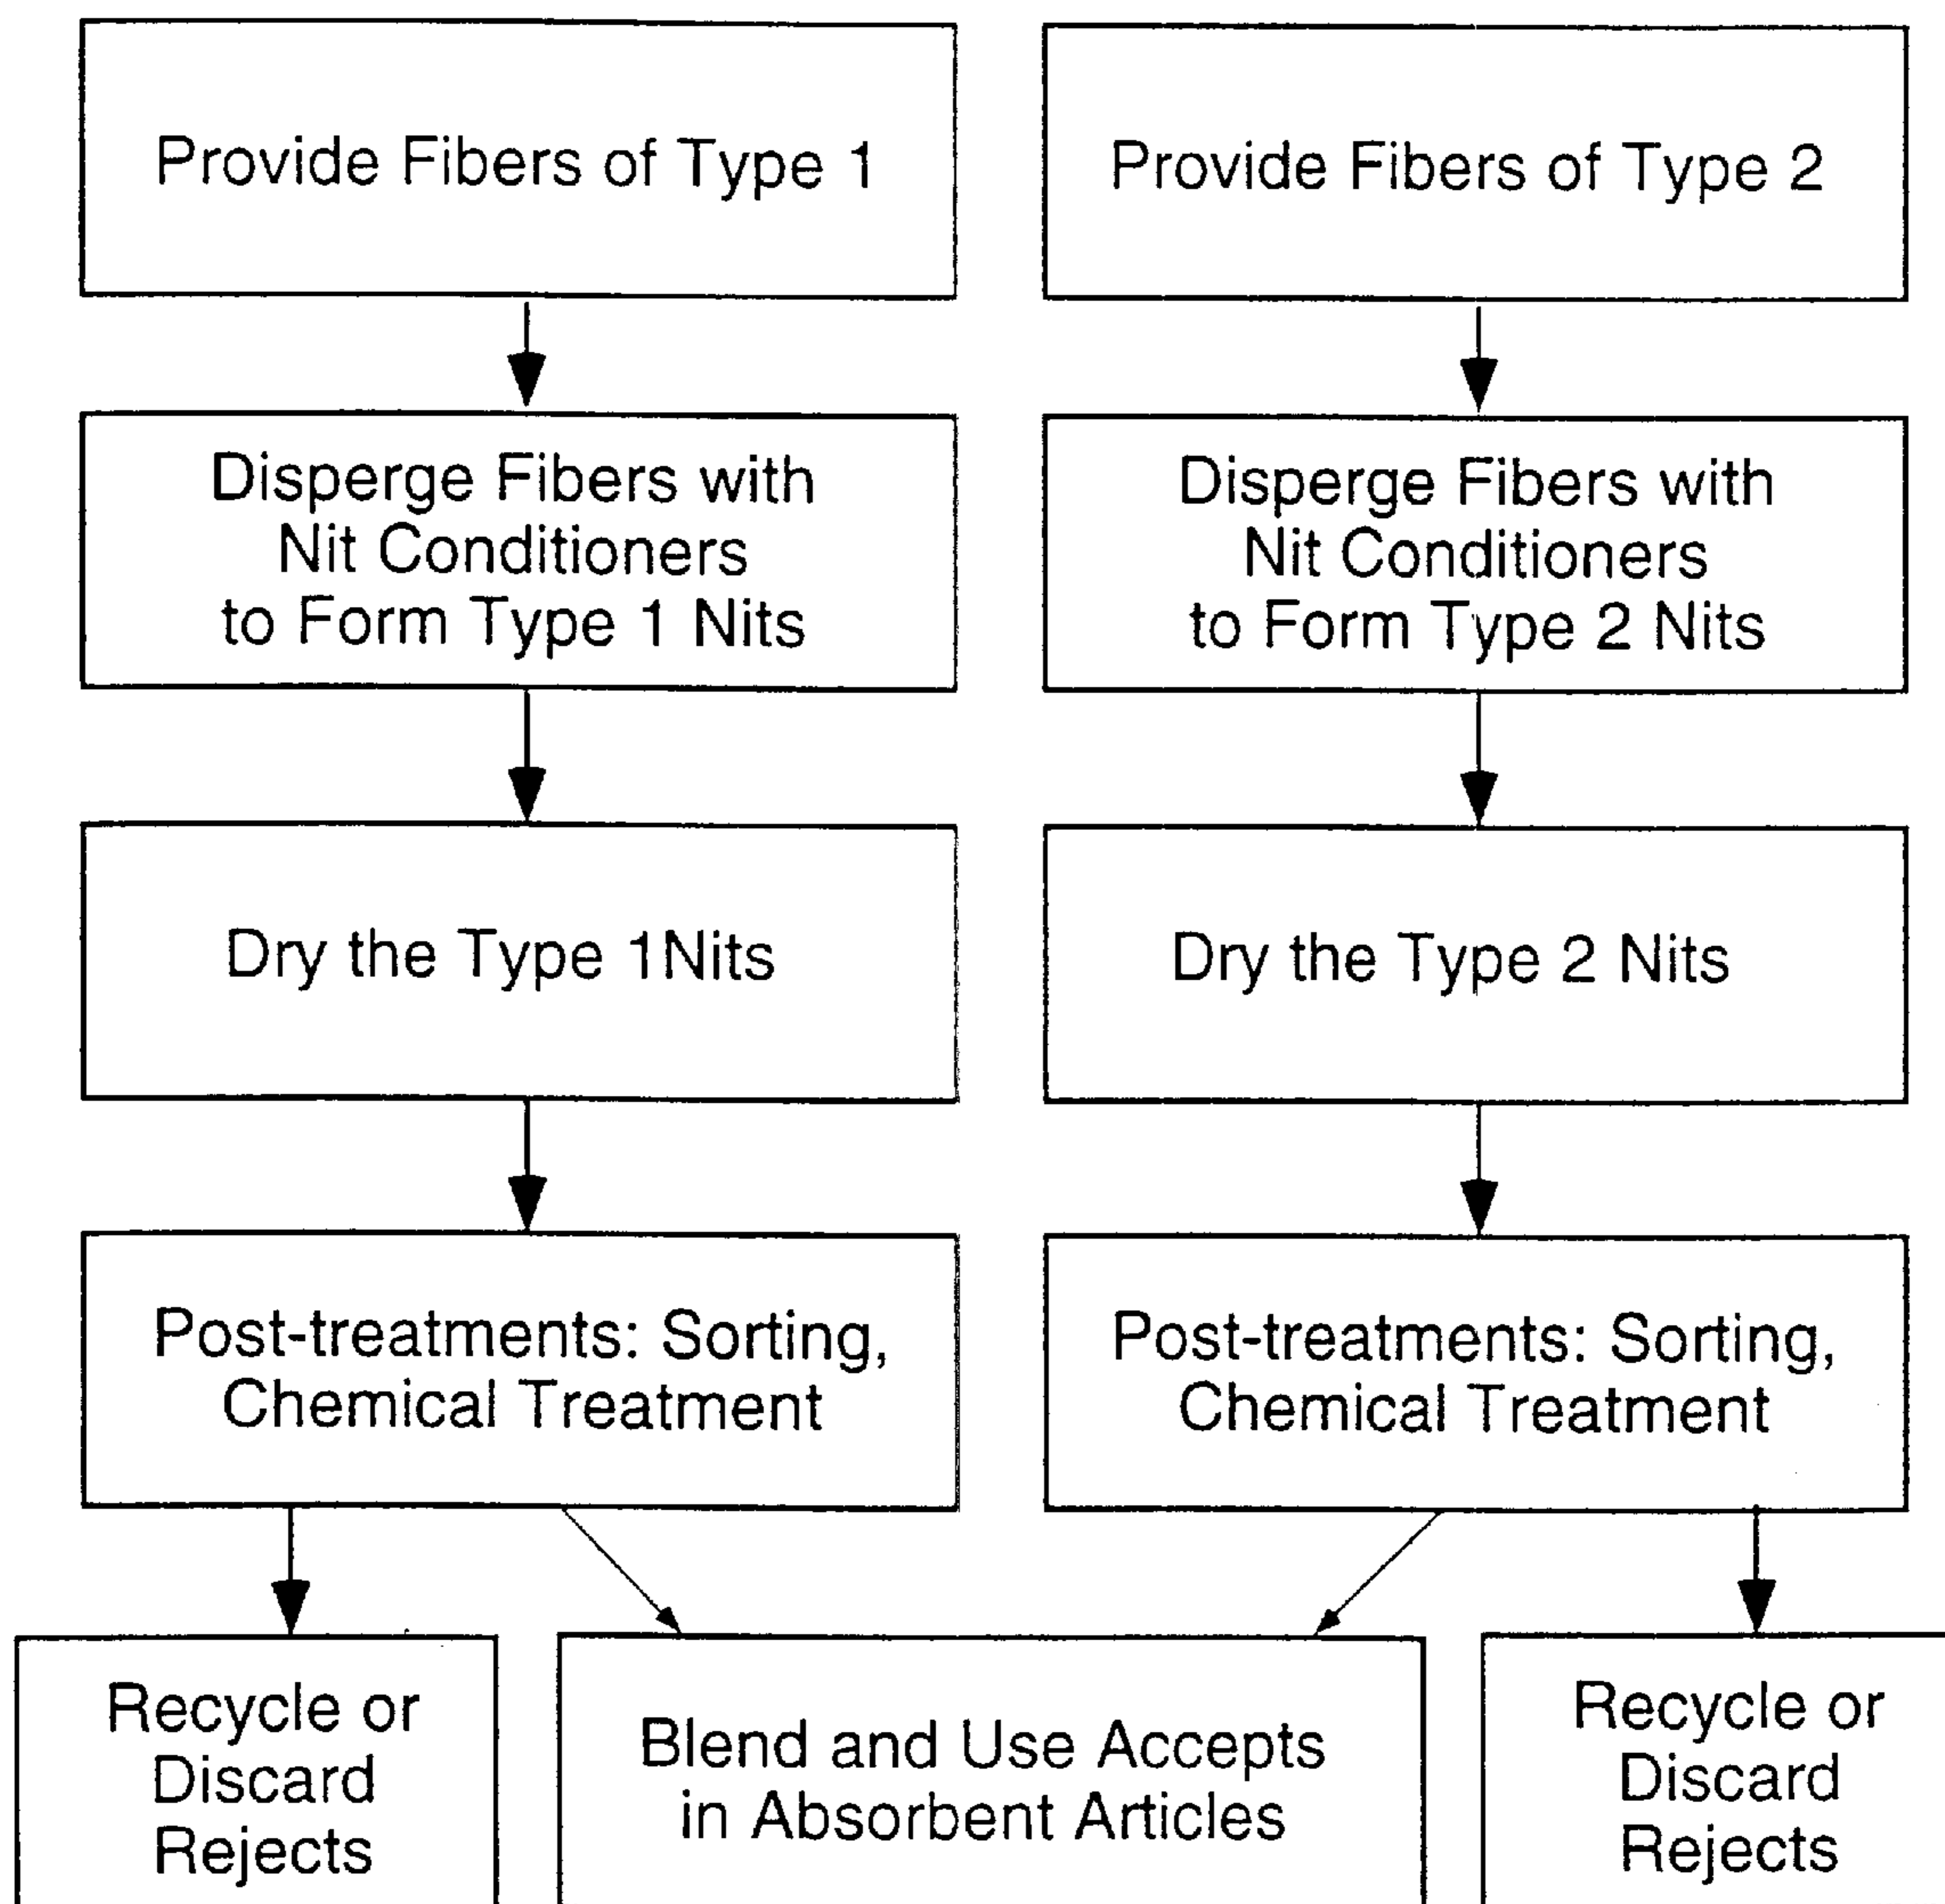 Provide Fibers of Type 1
Provide Fibers of Type 2
Disperge Fibers with
Nit Conditioners
to Form Type 1 Nits
Disperge Fibers with
Nit Conditioners
to Form Type 2 Nits
Dry the Type 1Nits
Dry the Type 2 Nits
Post-treatments: Sorting,
Chemical Treatment
Post-treatments: Sorting,
Chemical Treatment
Recycle or
Discard
Rejects
Blend and Use Accepts
in Absorbent Articles
Recycle or
Discard
Rejects